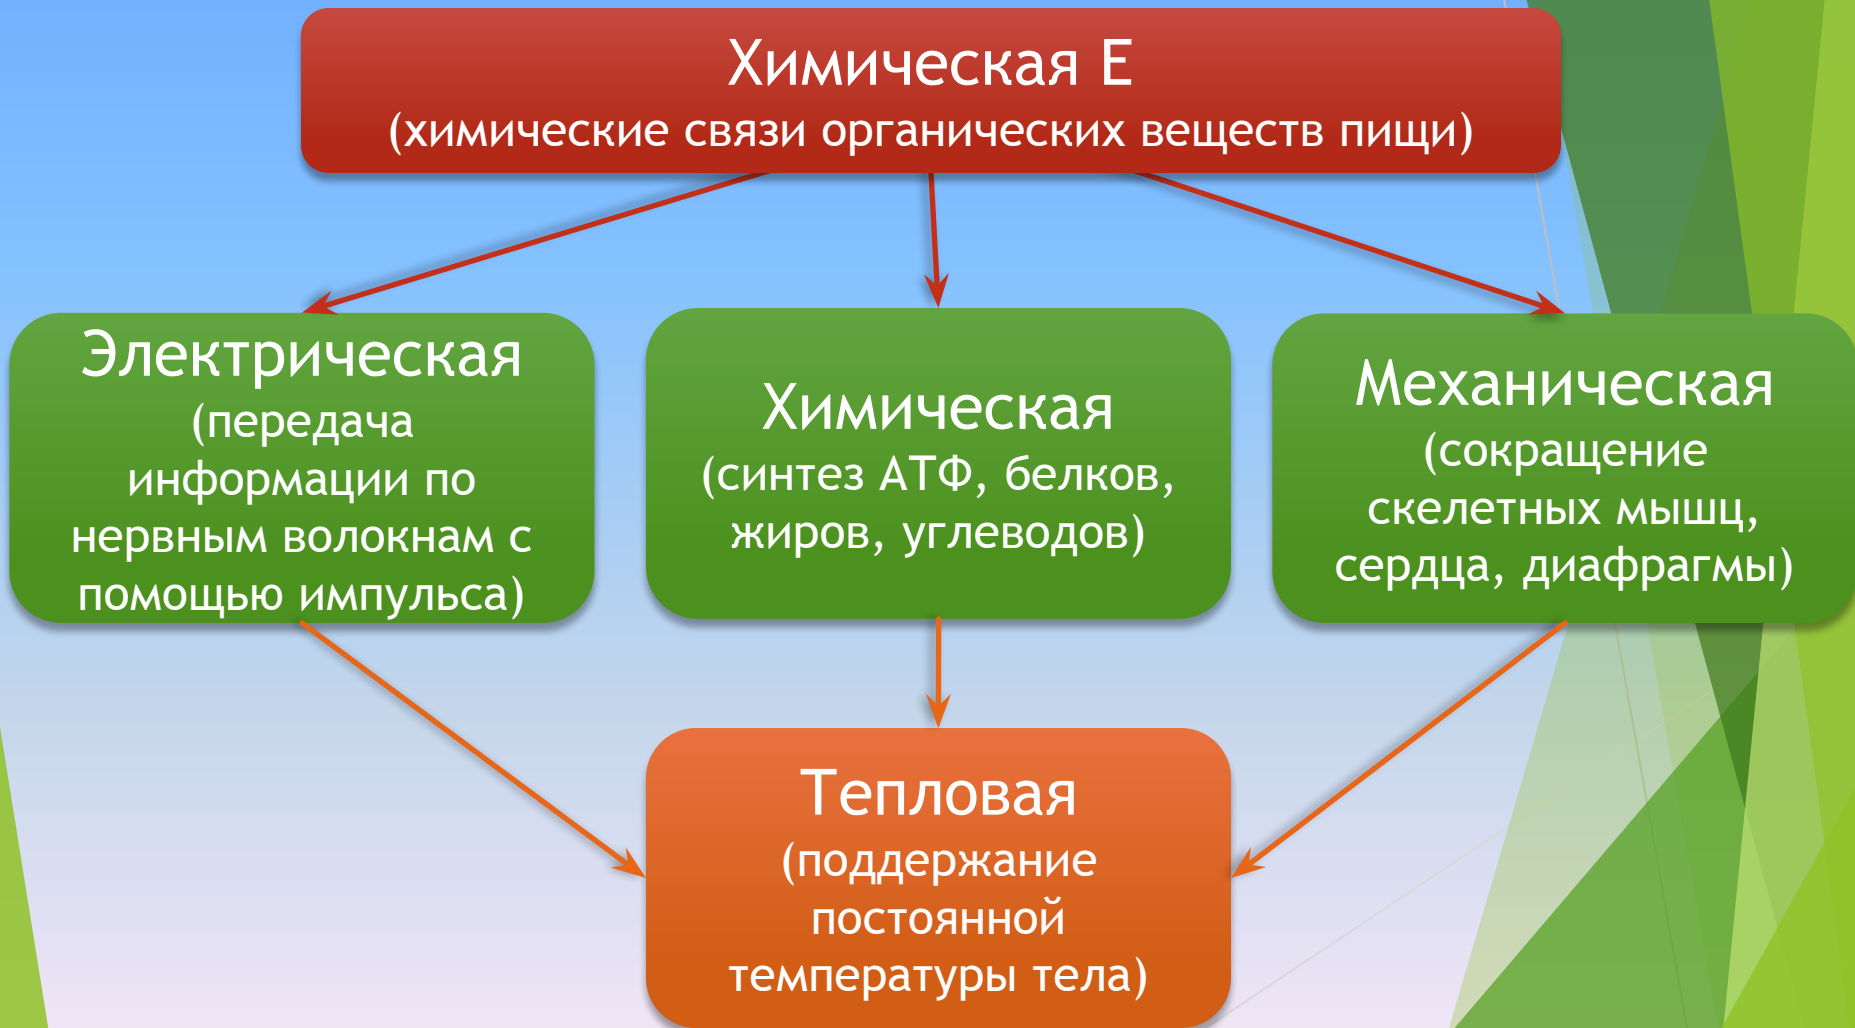 Химическая Е
(химические связи органических веществ пищи)
Электрическая
(передача
информации по
нервным волокнам с
помощью импульса)
Химическая
(синтез АТФ, белков,
жиров, углеводов)
Механическая
(сокращение
скелетных мышц,
сердца, диафрагмы)
Тепловая
(поддержание
постоянной
температуры тела)